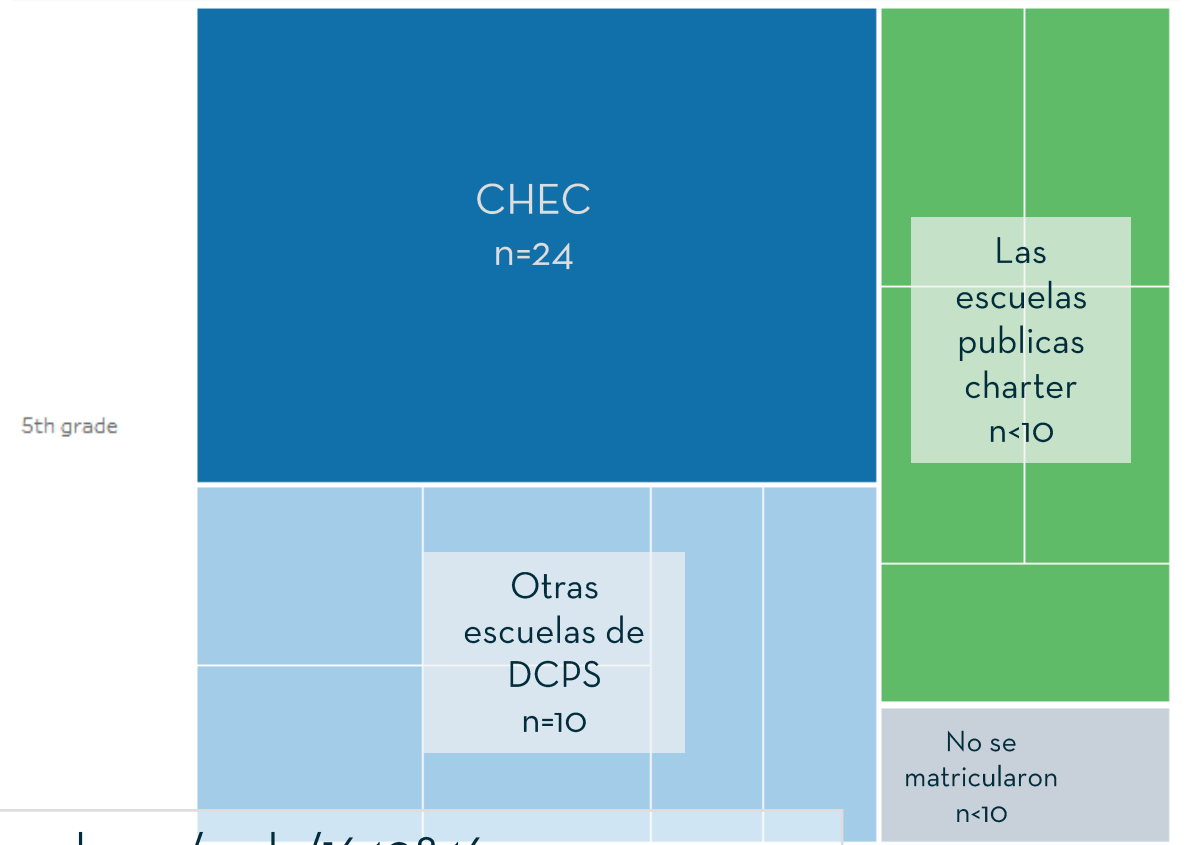 5th grade
CHEC
n=24
Las
escuelas
publicas
charter
n<10
Otras
escuelas de
DCPS
n=10
No se
matricularon
n<10